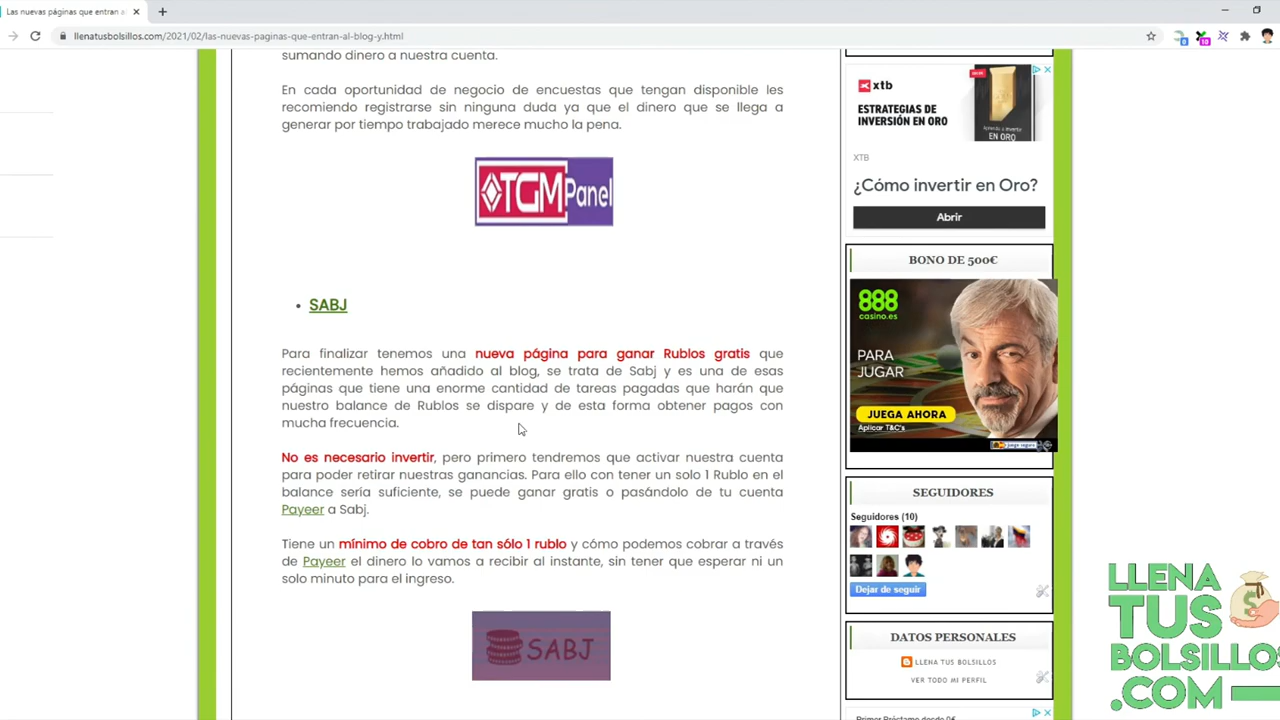 Las nuevas páginas que entran a
llenatusbolsillos.com/2021/02/las-nuevas-paginas-que-entran-al-blog-y.html
sumando dinero a nuestra cuenta.
En cada oportunidad de negocio de encuestas que tengan disponible les
recomiendo registrarse sin ninguna duda ya que el dinero que se llega a
generar por tiempo trabajado merece mucho la pena.
TGM Panel
SABJ
Para finalizar tenemos una nueva página para ganar Rublos gratis que
recientemente hemos añadido al blog, se trata de Sabj y es una de esas
páginas que tiene una enorme cantidad de tareas pagadas que harán que
nuestro balance de Rublos se dispare y de esta forma obtener pagos con
mucha frecuencia.
No es necesario invertir, pero primero tendremos que activar nuestra cuenta
para poder retirar nuestras ganancias. Para ello con tener un solo 1 Rublo en el
balance sería suficiente, se puede ganar gratis o pasándolo de tu cuenta
Payeer a Sabj.
Tiene un mínimo de cobro de tan sólo 1 rublo y cómo podemos cobrar a través
de Payeer el dinero lo vamos a recibir al instante, sin tener que esperar ni un
solo minuto para el ingreso.
SABJ
xtb
ESTRATEGIAS DE
INVERSIÓN EN ORO
EN ORO
XTB
¿Cómo invertir en Oro?
Abrir
BONO DE 500€
888
casino.es
PARA
JUGAR
JUEGA AHORA
Aplicar T&C's
juego seguro
SEGUIDORES
Seguidores (10)
Dejar de seguir
DATOS PERSONALES
LLENA TUS BOLSILLOS
VER TODO MI PERFIL
Primer Préstamo desde 0€
LLENA
TUS
BOLSILLOS
.COM